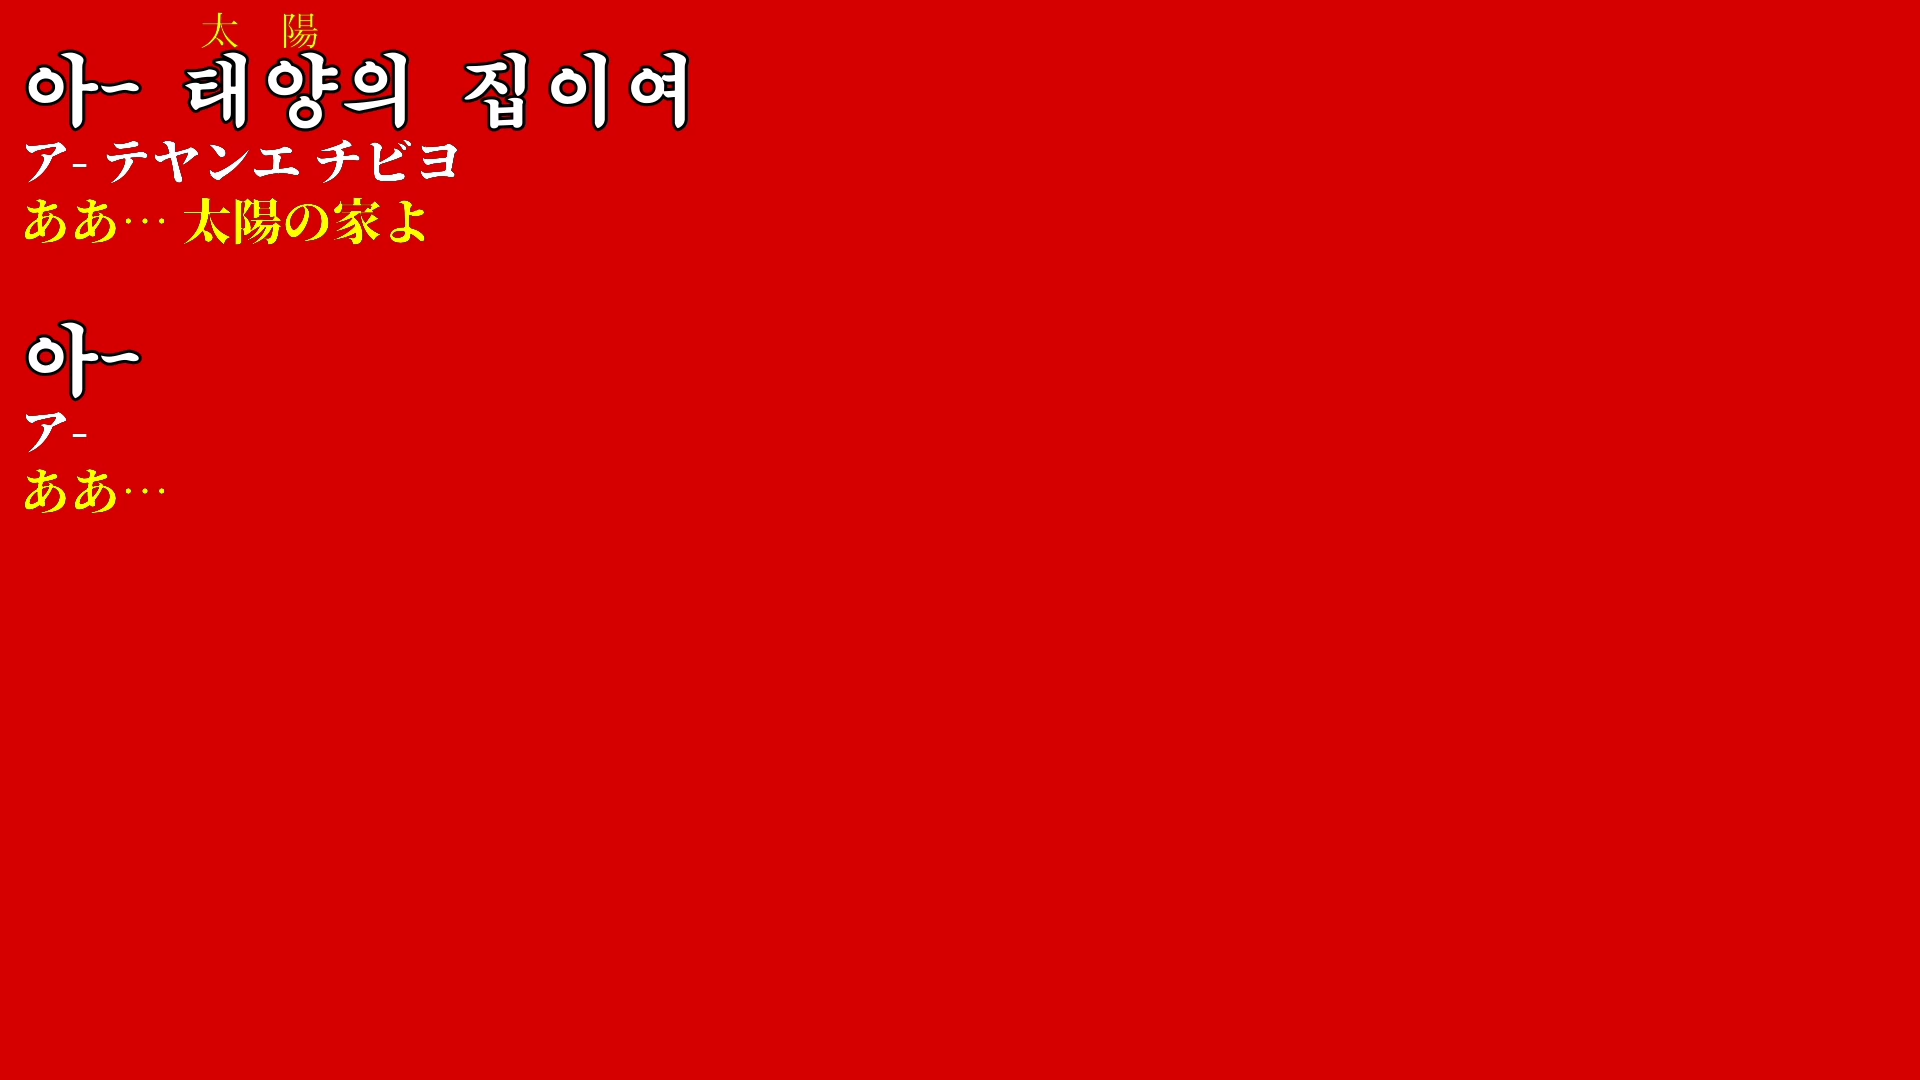 太陽
아~ 태양의 집이여
ア- テヤンエ チビヨ
ああ… 太陽の家よ
아~
ア-
ああ…